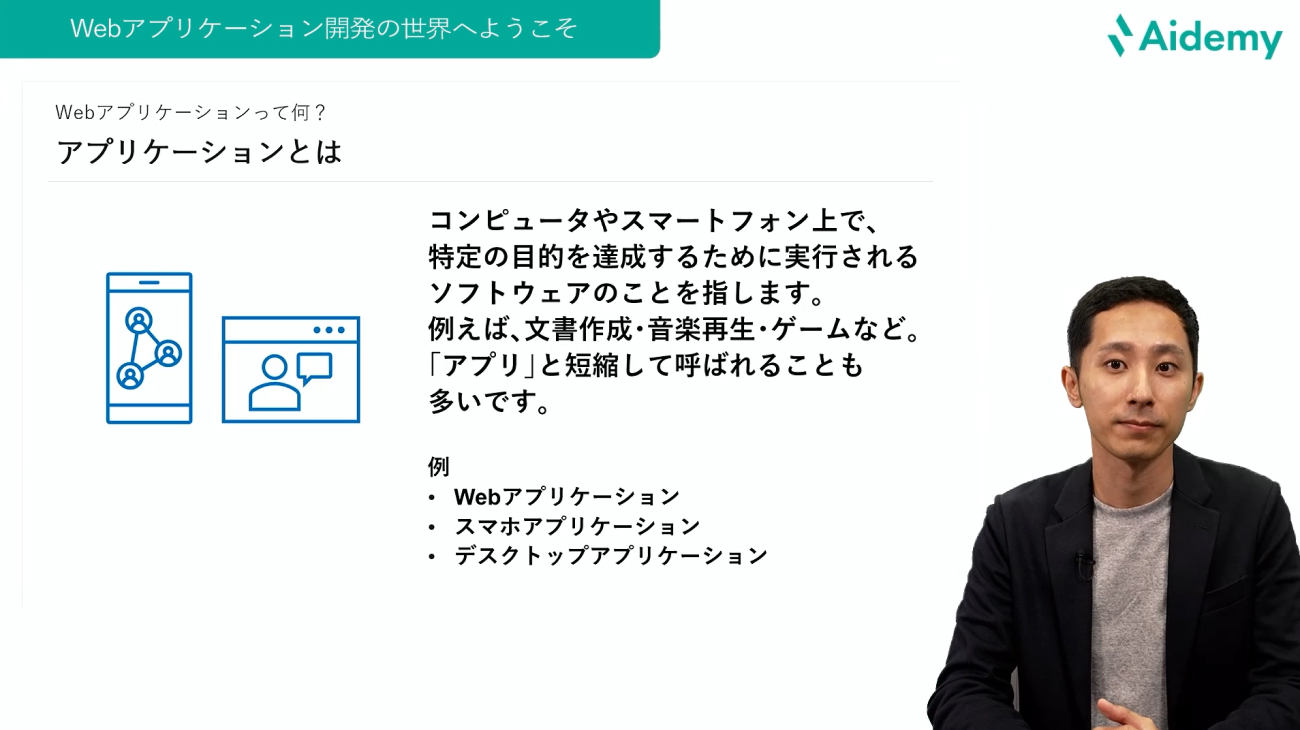 Webアプリケーション開発の世界へようこそ
Aidemy
Webアプリケーションって何？
アプリケーションとは
コンピュータやスマートフォン上で、
特定の目的を達成するために実行される
ソフトウェアのことを指します。
例えば、文書作成・音楽再生・ゲームなど。
「アプリ」と短縮して呼ばれることも
多いです。
例
• Webアプリケーション
• スマホアプリケーション
• デスクトップアプリケーション